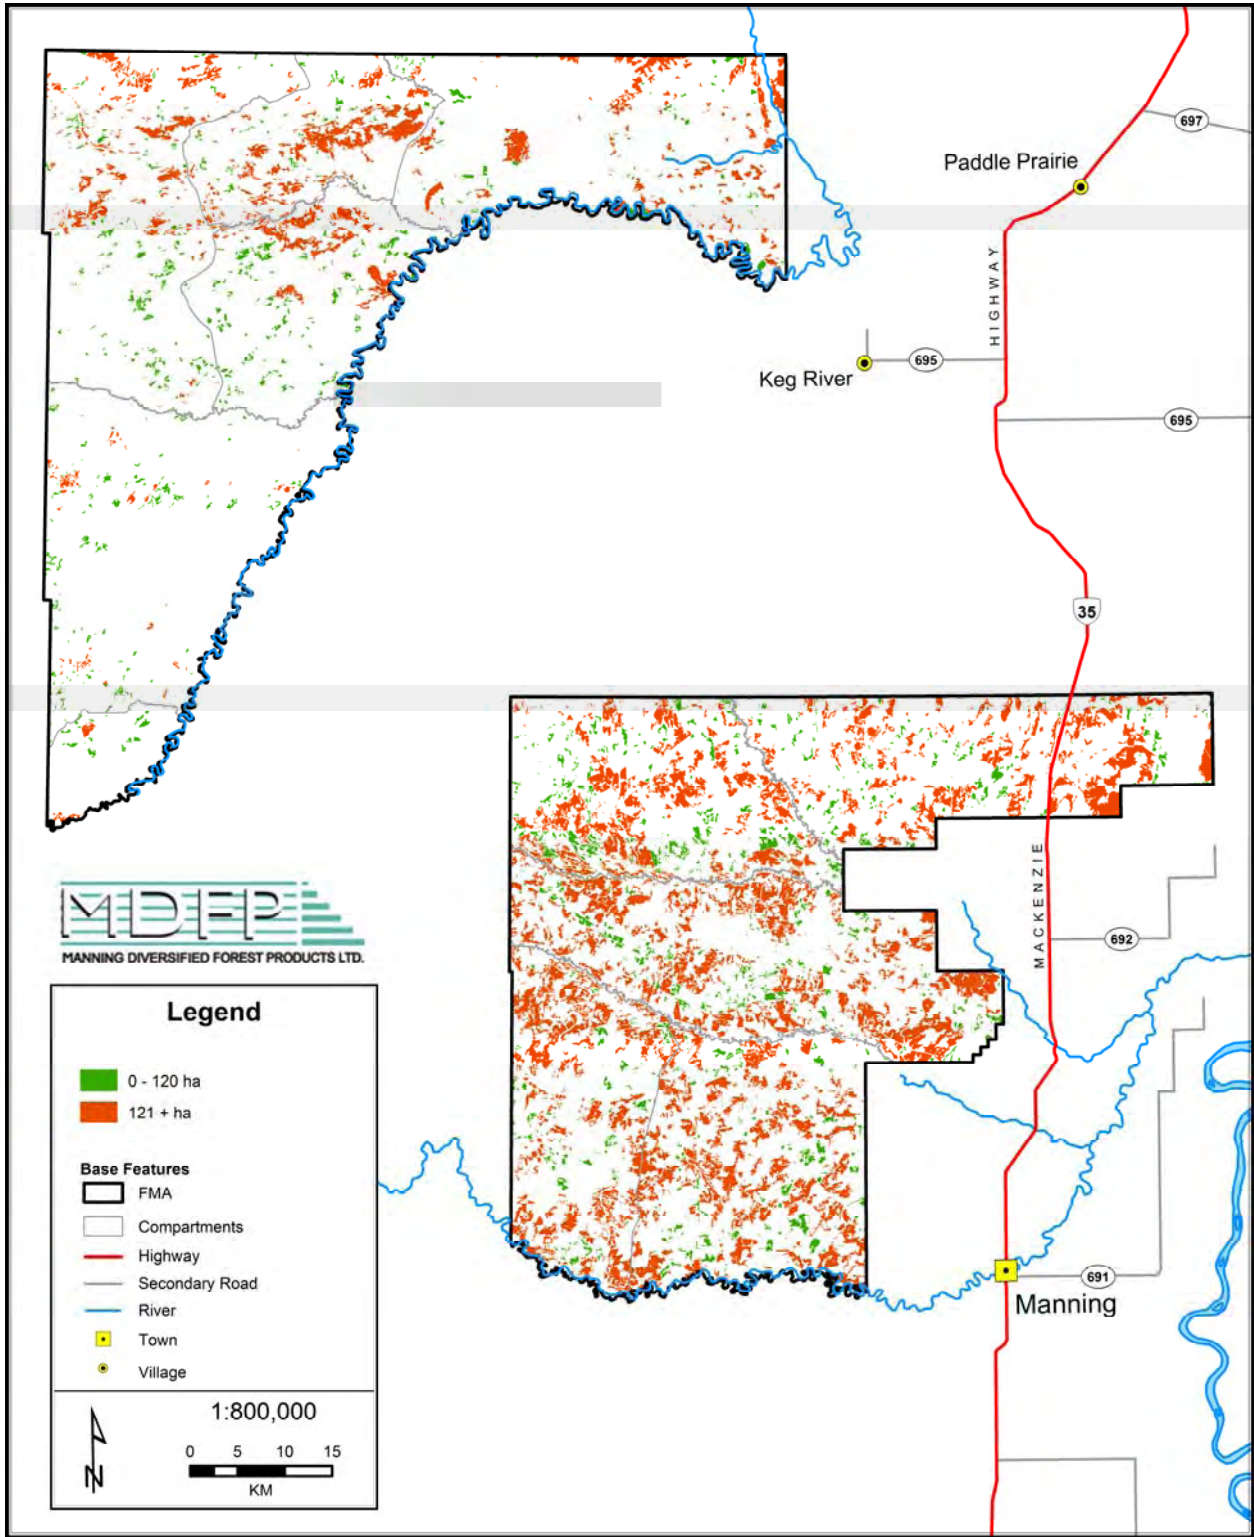 697
Paddle Prairie
HIGHWAY
695
Keg River
695
35
MACKENZIE
692
MDFP
MANNING DIVERSIFIED FOREST PRODUCTS LTD.
Legend
0 - 120 ha
121 + ha
Base Features
FMA
Compartments
Highway
Secondary Road
River
Town
Village
1:800,000
0 5 10 15
KM
N
691
Manning